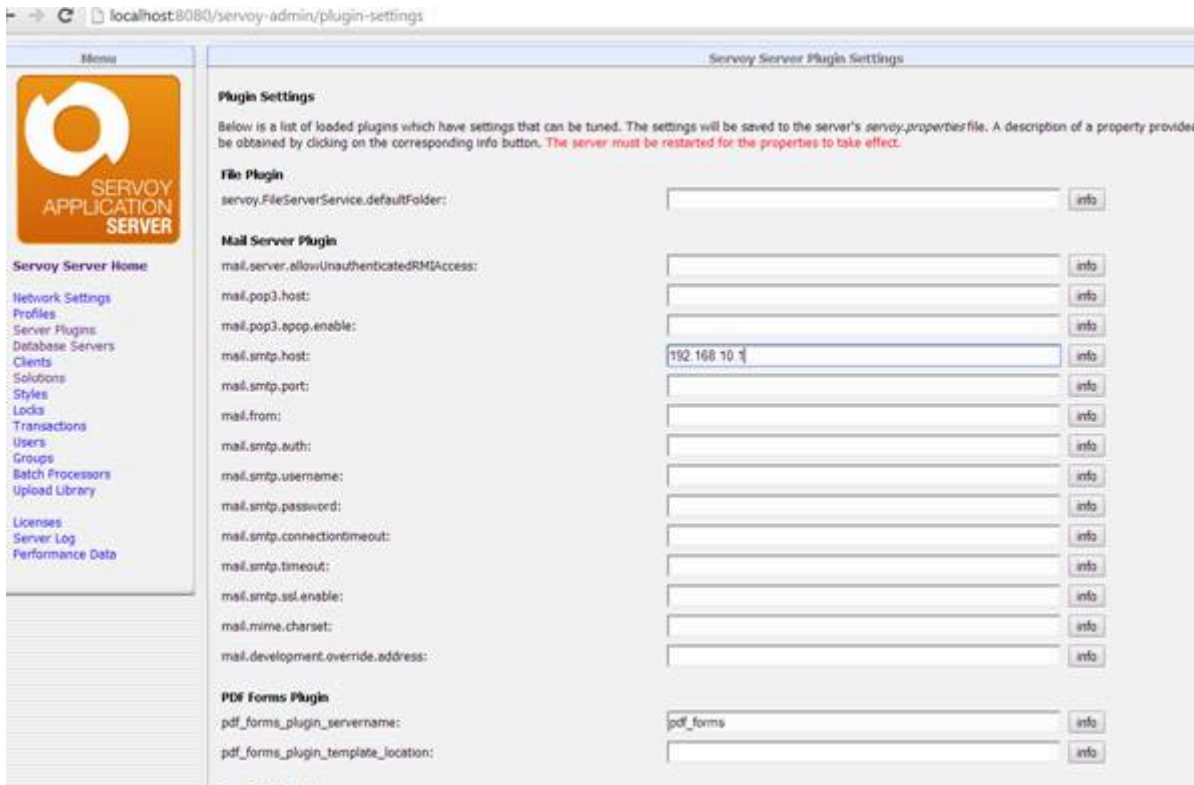 localhost:8080/servoy-admin/plugin-settings
Menu
SERVOY
APPLICATION
SERVER
Servoy Server Home
Network Settings
Profiles
Server Plugins
Database Servers
Clients
Solutions
Styles
Locks
Transactions
Users
Groups
Batch Processors
Upload Library
Licenses
Server Log
Performance Data
Servoy Server Plugin Settings
Plugin Settings
Below is a list of loaded plugins which have settings that can be tuned. The settings will be saved to the server's servoy.properties file. A description of a property provided
be obtained by clicking on the corresponding info button. The server must be restarted for the properties to take effect.
File Plugin
servoy.FileServerService.defaultFolder: info
Mail Server Plugin
mail.server.allowUnauthenticatedRMIAccess: info
mail.pop3.host: info
mail.pop3.apop.enable: info
mail.smtp.host: 192.168.10.1 info
mail.smtp.port: info
mail.from: info
mail.smtp.auth: info
mail.smtp.username: info
mail.smtp.password: info
mail.smtp.connectiontimeout: info
mail.smtp.timeout: info
mail.smtp.ssl.enable: info
mail.mime.charset: info
mail.development.override.address: info
PDF Forms Plugin
pdf_forms_plugin_servername: pdf_forms info
pdf_forms_plugin_template_location: info